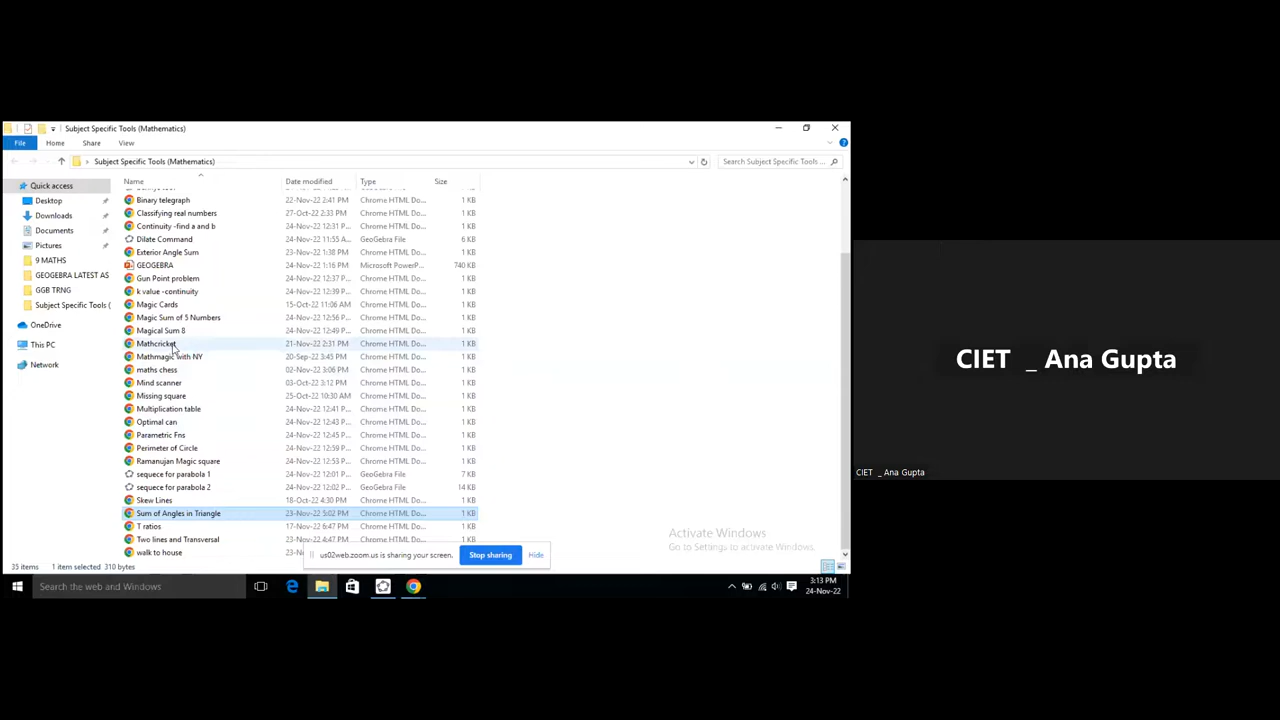 Subject Specific Tools (Mathematics)
File Home Share View
Subject Specific Tools (Mathematics) Search Subject Specific Tools ...
Name Date modified Type Size
Quick access
Desktop
Downloads
Documents
Pictures
9 MATHS
GEOGEBRA LATEST AS
GGB TRNG
Subject Specific Tools (
OneDrive
This PC
Network
Binary telegraph 22-Nov-22 2:41 PM Chrome HTML Do... 1 KB
Classifying real numbers 27-Oct-22 2:33 PM Chrome HTML Do... 1 KB
Continuity -find a and b 24-Nov-22 12:31 P... Chrome HTML Do... 1 KB
Dilate Command 24-Nov-22 11:55 A... GeoGebra File 6 KB
Exterior Angle Sum 23-Nov-22 1:38 PM Chrome HTML Do... 1 KB
GEOGEBRA 24-Nov-22 1:16 PM Microsoft PowerP... 740 KB
Gun Point problem 24-Nov-22 12:37 P... Chrome HTML Do... 1 KB
k value -continuity 24-Nov-22 12:39 P... Chrome HTML Do... 1 KB
Magic Cards 15-Oct-22 11:06 AM Chrome HTML Do... 1 KB
Magic Sum of 5 Numbers 24-Nov-22 12:56 P... Chrome HTML Do... 1 KB
Magical Sum 8 24-Nov-22 12:49 P... Chrome HTML Do... 1 KB
Mathcricket 21-Nov-22 2:31 PM Chrome HTML Do... 1 KB
Mathmagic with NY 20-Sep-22 3:45 PM Chrome HTML Do... 1 KB
maths chess 02-Nov-22 3:06 PM Chrome HTML Do... 1 KB
Mind scanner 03-Oct-22 3:12 PM Chrome HTML Do... 1 KB
Missing square 25-Oct-22 10:30 AM Chrome HTML Do... 1 KB
Multiplication table 24-Nov-22 12:41 P... Chrome HTML Do... 1 KB
Optimal can 24-Nov-22 12:43 P... Chrome HTML Do... 1 KB
Parametric Fns 24-Nov-22 12:45 P... Chrome HTML Do... 1 KB
Perimeter of Circle 24-Nov-22 12:59 P... Chrome HTML Do... 1 KB
Ramanujan Magic square 24-Nov-22 12:53 P... Chrome HTML Do... 1 KB
sequece for parabola 1 24-Nov-22 12:01 P... GeoGebra File 7 KB
sequece for parabola 2 24-Nov-22 12:02 P... GeoGebra File 14 KB
Skew Lines 18-Oct-22 4:30 PM Chrome HTML Do... 1 KB
Sum of Angles in Triangle 23-Nov-22 5:02 PM Chrome HTML Do... 1 KB
T ratios 17-Nov-22 6:47 PM Chrome HTML Do... 1 KB
Two lines and Transversal 23-Nov-22 4:53 PM Chrome HTML Do... 1 KB
walk to house 23-N
us02web.zoom.us is sharing your screen. Stop sharing Hide
Activate Windows
Go to Settings to activate Windows.
35 items 1 item selected 310 bytes
Search the web and Windows
3:13 PM
24-Nov-22
CIET _ Ana Gupta
CIET _ Ana Gupta